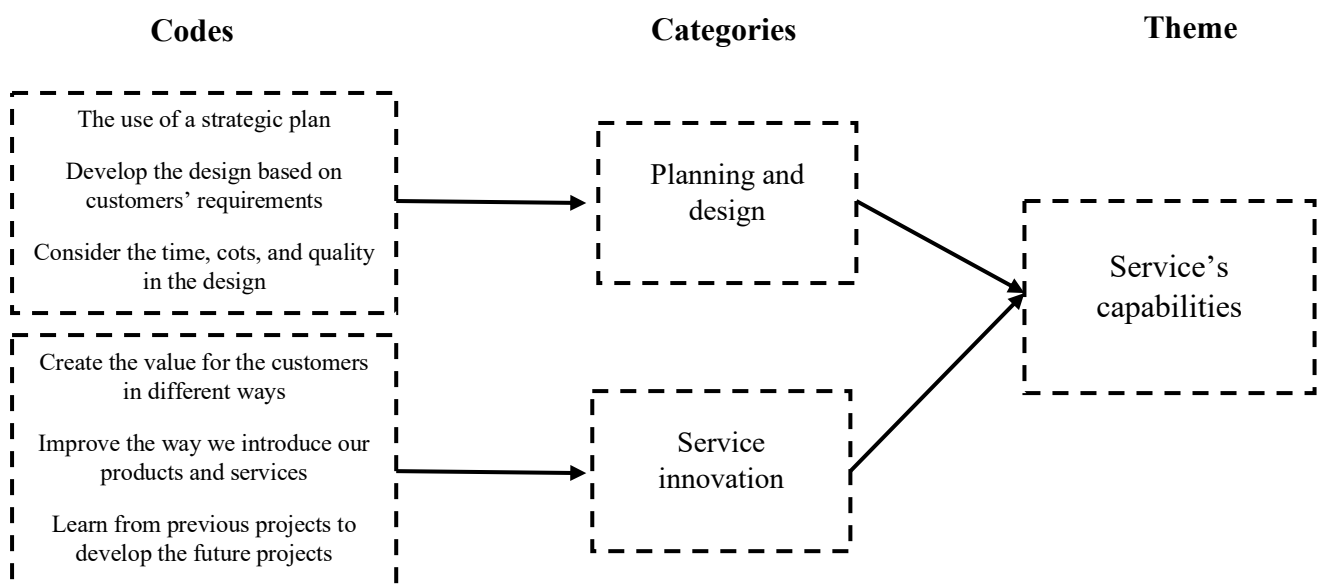 Codes
Categories
Theme
The use of a strategic plan
Develop the design based on
customers’ requirements
Consider the time, cots, and quality
in the design
Planning and
design
Service’s
capabilities
Create the value for the customers
in different ways
Improve the way we introduce our
products and services
Learn from previous projects to
develop the future projects
Service
innovation